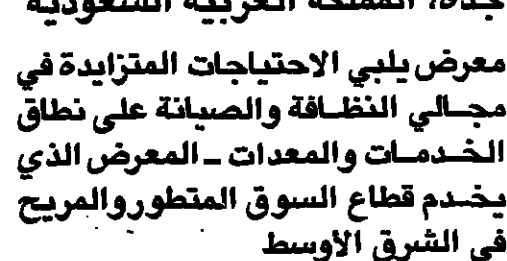 جدة، المملكة العربية السعودية
معرض يلبي الاحتياجات المتزايدة في
مجالي النظافة والصيانة على نطاق
الخدمات والمعدات ـ المعرض الذي
يخدم قطاع السوق المتطور والمريح
في الشرق الأوسط